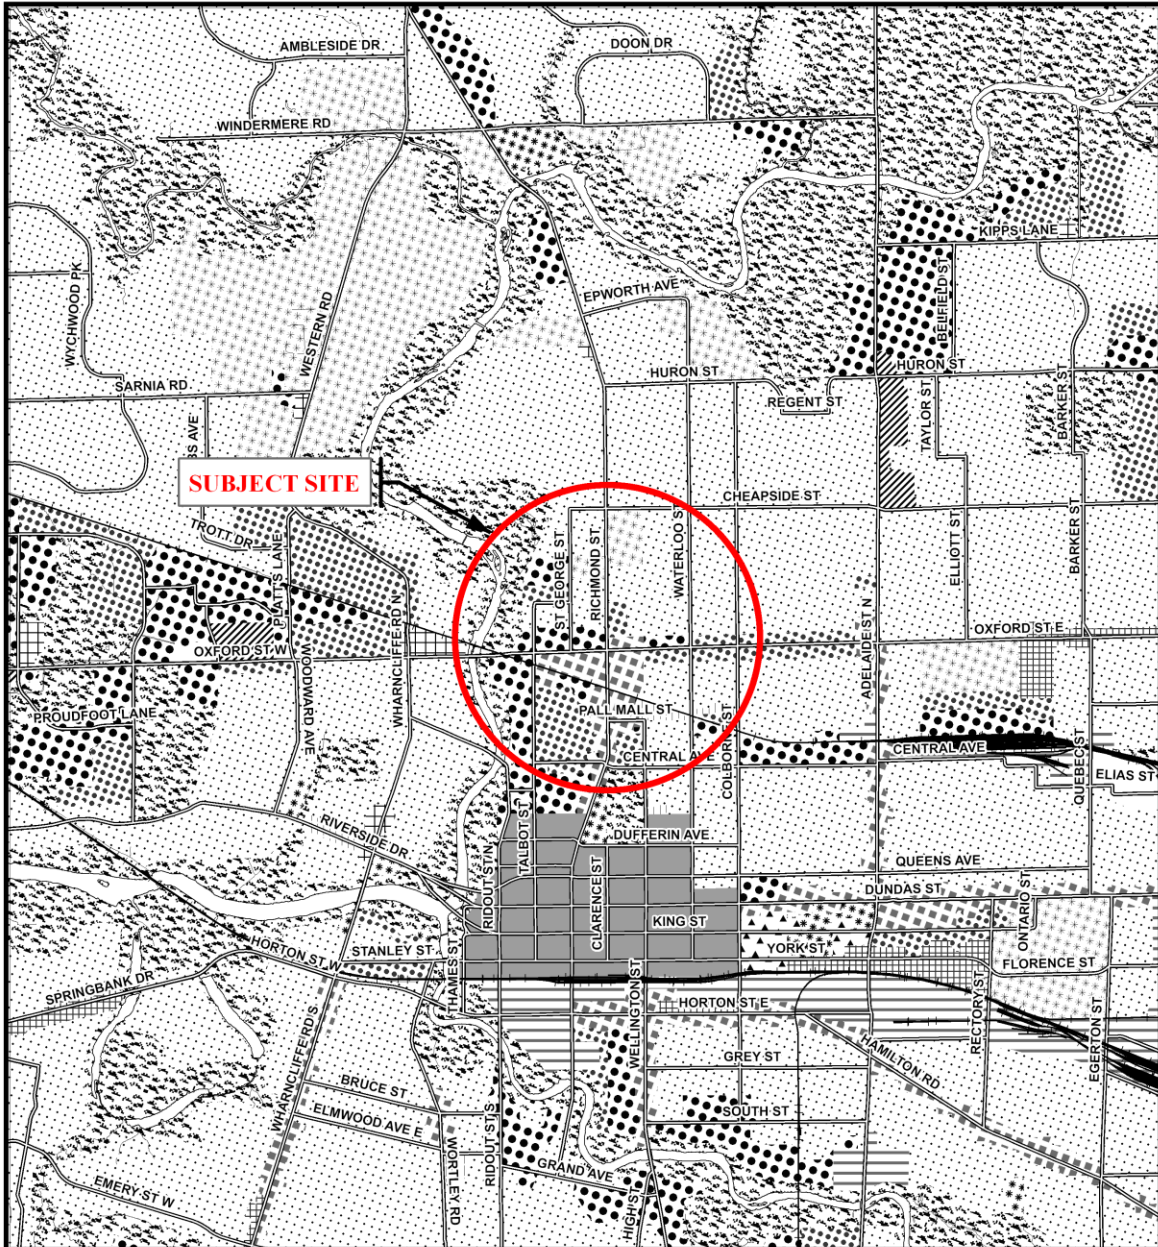 AMBLESIDE DR
DOON DR
WINDERMERE RD
KIPPS LANE
WYCHWOOD PK
BELFIELD ST
EPWORTH AVE
WESTERN RD
HURON ST
HURON ST
SARNIA RD
REGENT ST
TAYLOR ST
BARKER ST
BS AVE
SUBJECT SITE
CHEAPSIDE ST
TROTT DR
PLATTS LANE
ST GEORGE ST
RICHMOND ST
WATERLOO ST
ELLIOTT ST
BARKER ST
WHARNCLIFFE RD N
OXFORD ST W
OXFORD ST E
WOODWARD AVE
ADELAIDE ST N
PROUDFOOT LANE
PALL MALL ST
COLBORNE ST
CENTRAL AVE
CENTRAL AVE
QUEBEC ST
ELIAS ST
RIVERSIDE DR
TALBOT ST
RIDOUT ST N
DUFFERIN AVE
CLARENCE ST
QUEENS AVE
DUNDAS ST
ONTARIO ST
KING ST
HORTON ST W
STANLEY ST
YORK ST
FLORENCE ST
SPRINGBANK DR
THAMES ST
WELLINGTON ST
HORTON ST E
RECTORY ST
EGERTON ST
WHARNCLIFFE RD S
HAMILTON RD
GREY ST
BRUCE ST
SOUTH ST
ELMWOOD AVE E
WORTLEY RD
RIDOUT ST S
GRAND AVE
HIGH ST
EMERY ST W